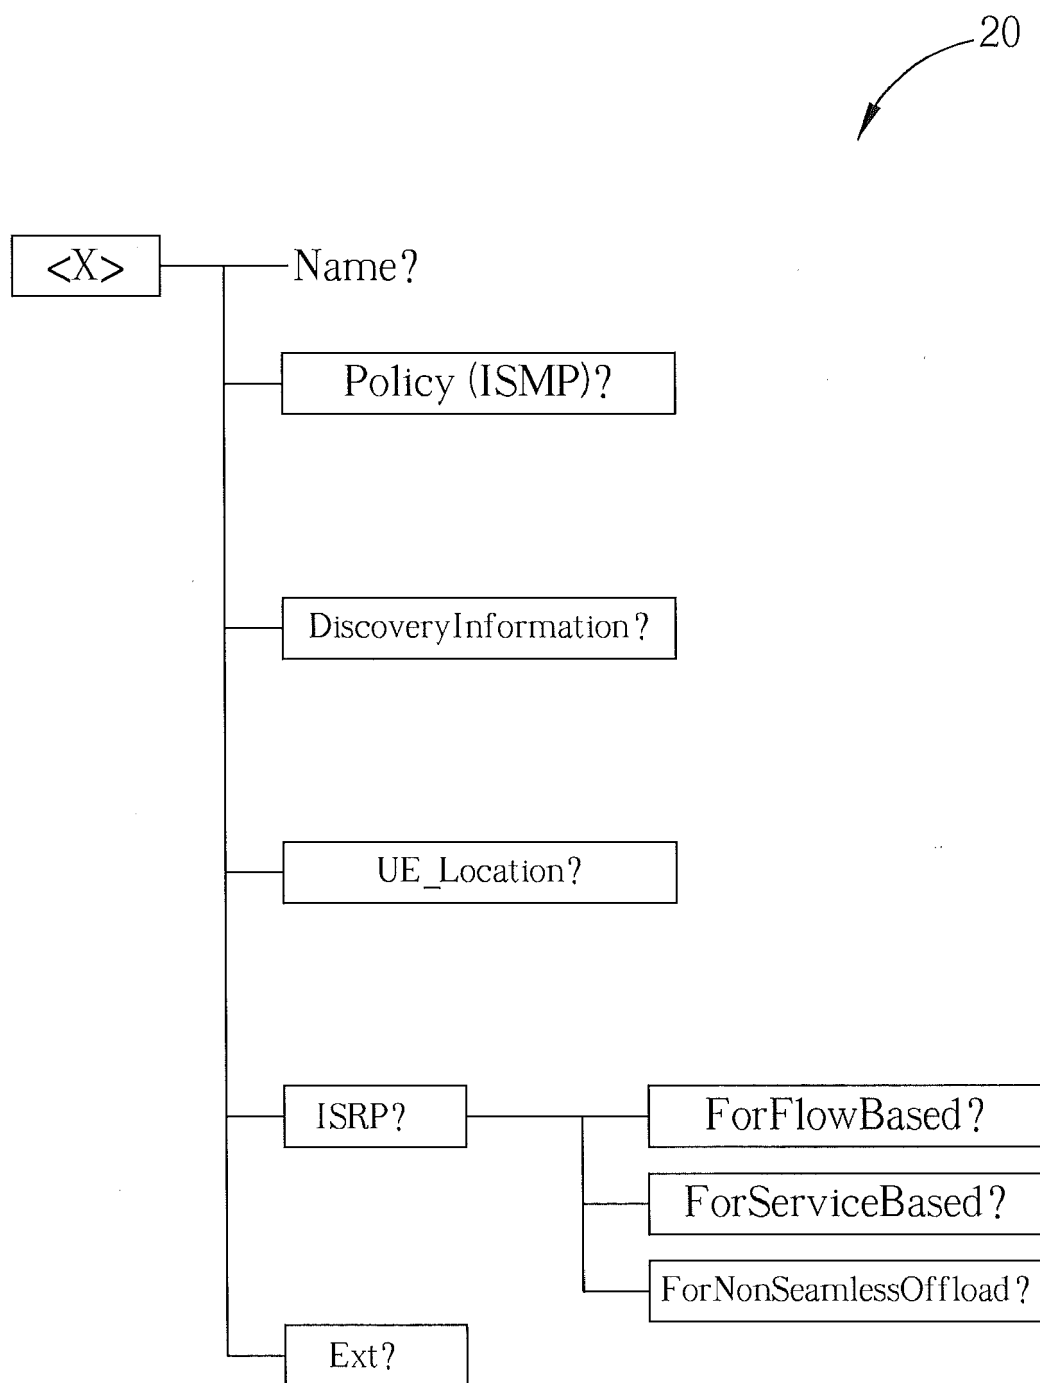 20
<X>
Name?
Policy (ISMP)?
DiscoveryInformation?
UE_Location?
ISRP?
ForFlowBased?
ForServiceBased?
ForNonSeamlessOffload?
Ext?